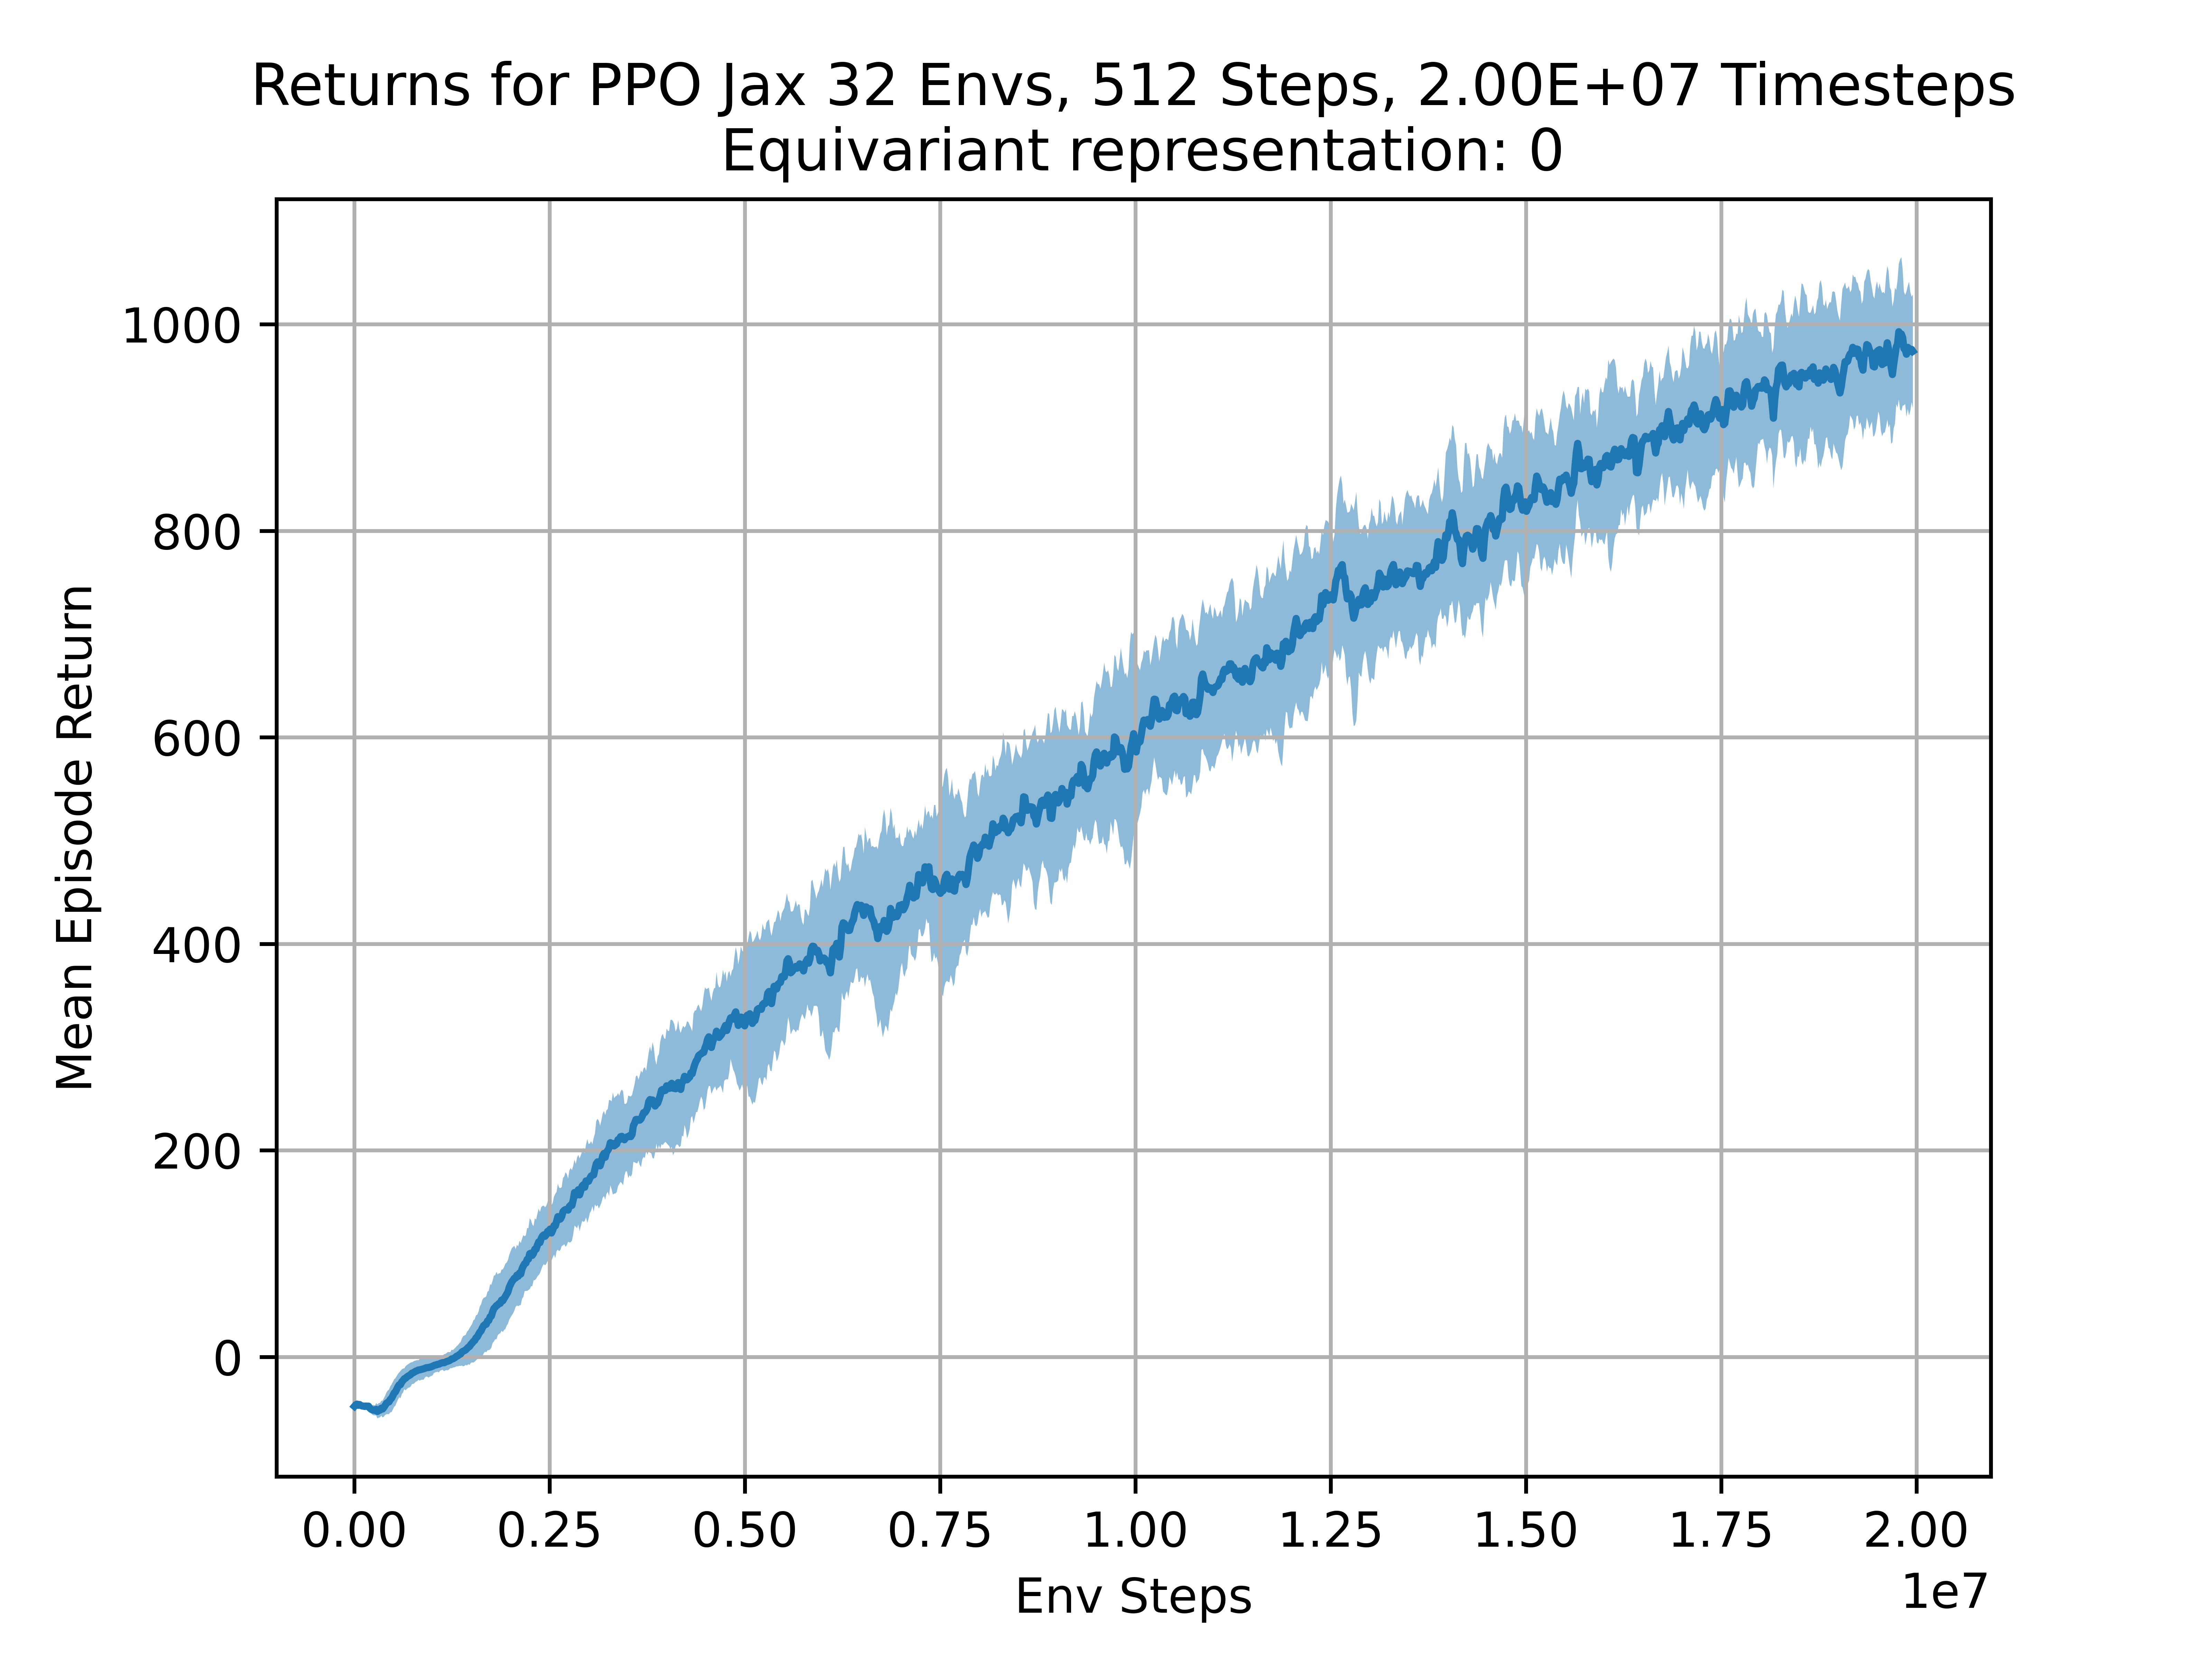 Returns for PPO Jax 32 Envs, 512 Steps, 2.00E+07 Timesteps
Equivariant representation: 0
Mean Episode Return
1000
800
600
400
200
0
0.00 0.25 0.50 0.75 1.00 1.25 1.50 1.75 2.00
1e7
Env Steps